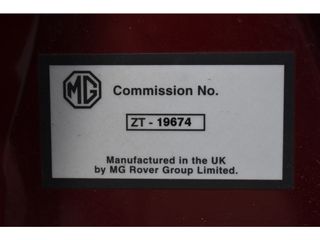 MG Commission No.
ZT - 19674
Manufactured in the UK
by MG Rover Group Limited.